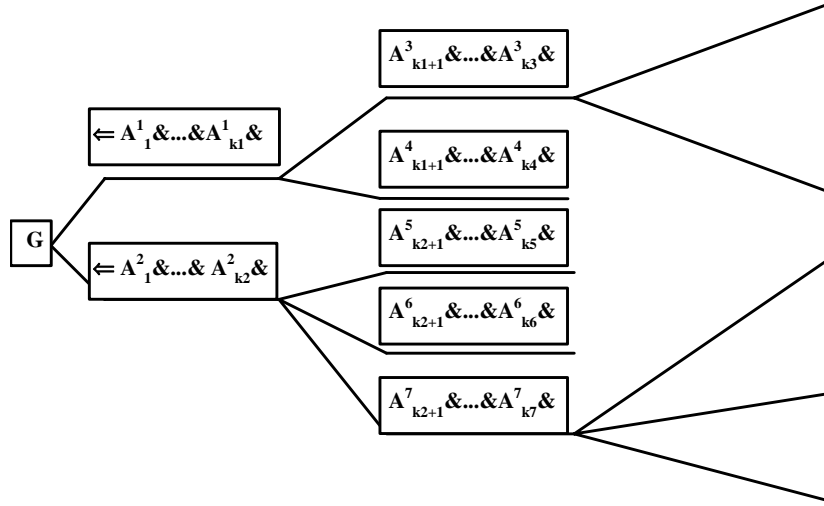 A³ₖ₁₊₁&...&A³ₖ₃&
⇐ A¹₁&...&A¹ₖ₁&
A⁴ₖ₁₊₁&...&A⁴ₖ₄&
A⁵ₖ₂₊₁&...&A⁵ₖ₅&
G
⇐ A²₁&...& A²ₖ₂&
A⁶ₖ₂₊₁&...&A⁶ₖ₆&
A⁷ₖ₂₊₁&...&A⁷ₖ₇&